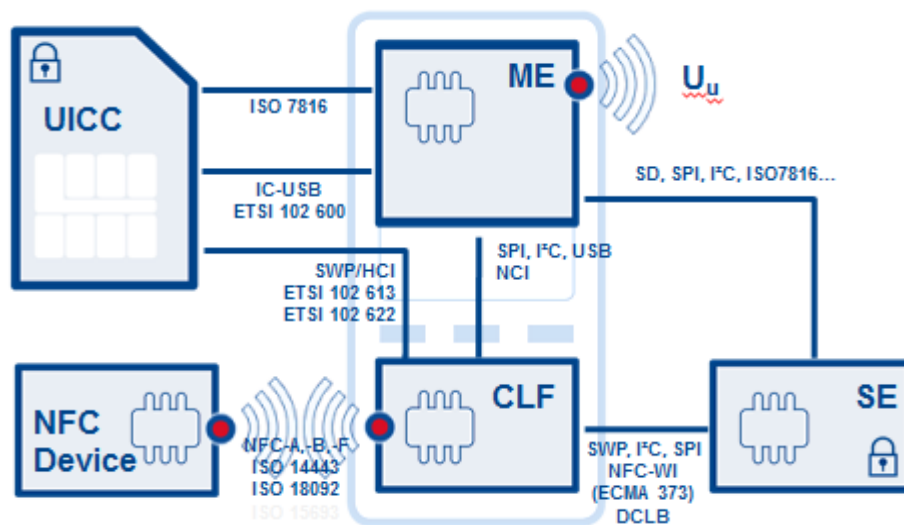 ME
U_u
UICC
ISO 7816
SD, SPI, I²C, ISO7816...
IC-USB
ETSI 102 600
SPI, I²C, USB
NCI
SWP/HCI
ETSI 102 613
ETSI 102 622
CLF
SE
NFC
Device
NFC-A,-B,-F
ISO 14443
ISO 18092
ISO 15693
SWP, I²C, SPI
NFC-WI
(ECMA 373)
DCLB